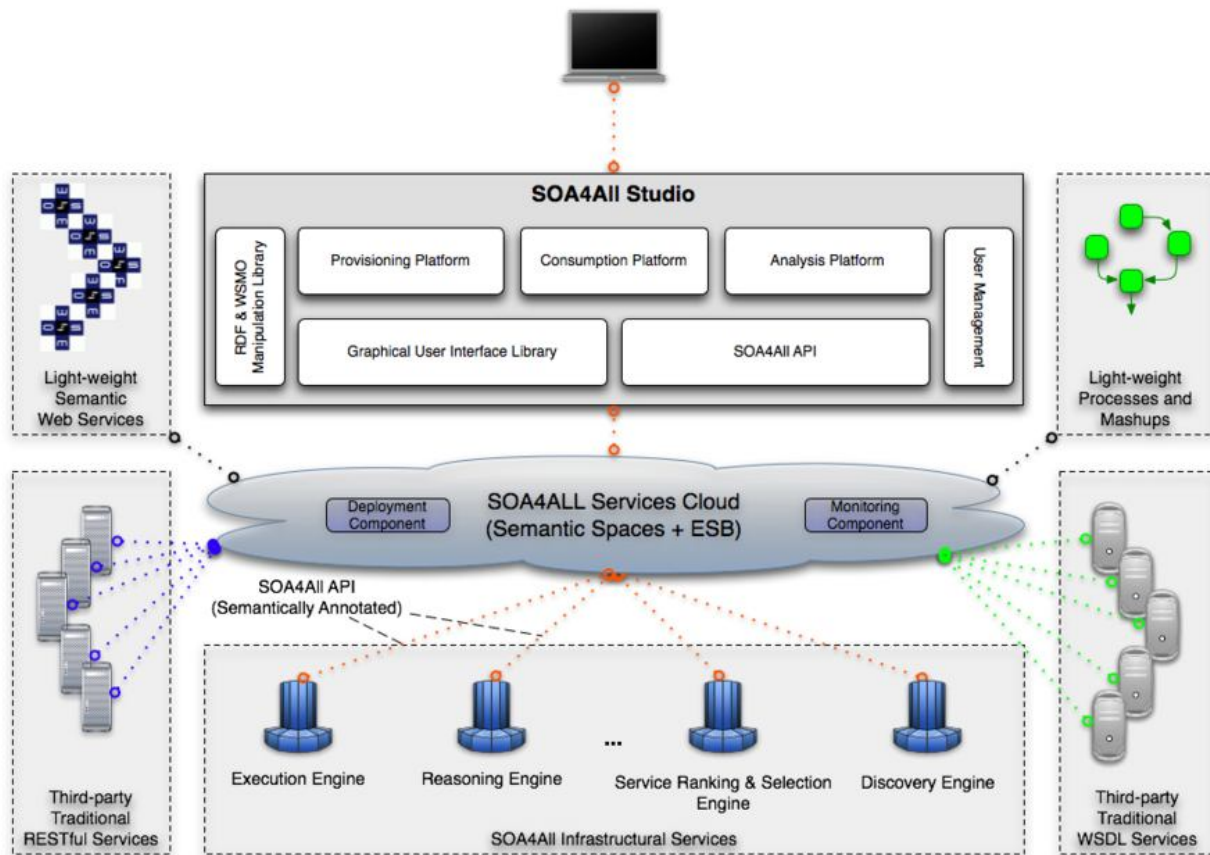 SOA4All Studio
RDF & WSMO
Manipulation Library
Provisioning Platform
Consumption Platform
Analysis Platform
User Management
Graphical User Interface Library
SOA4All API
Light-weight
Semantic
Web Services
Light-weight
Processes and
Mashups
SOA4ALL Services Cloud
(Semantic Spaces + ESB)
Deployment
Component
Monitoring
Component
SOA4All API
(Semantically Annotated)
Execution Engine
Reasoning Engine
...
Service Ranking & Selection
Engine
Discovery Engine
SOA4All Infrastructural Services
Third-party
Traditional
RESTful Services
Third-party
Traditional
WSDL Services